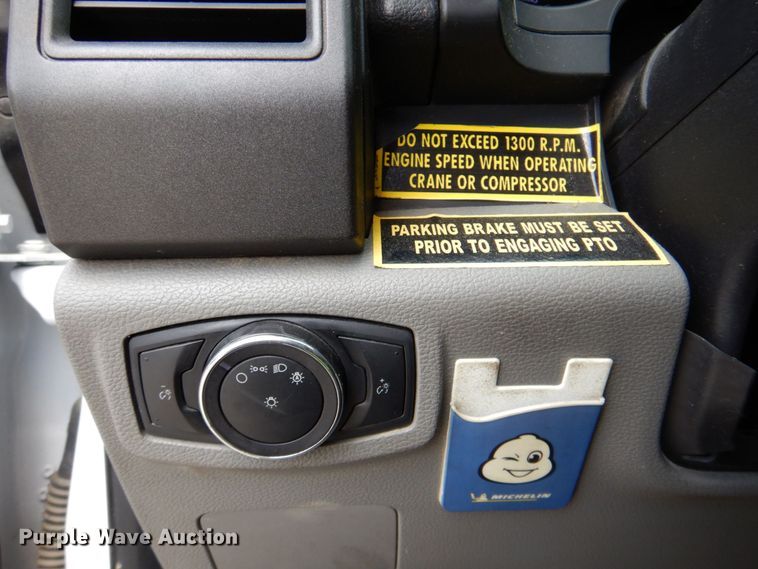 DO NOT EXCEED 1300 R.P.M.
ENGINE SPEED WHEN OPERATING
CRANE OR COMPRESSOR
PARKING BRAKE MUST BE SET
PRIOR TO ENGAGING PTO
MICHELIN
Purple Wave Auction